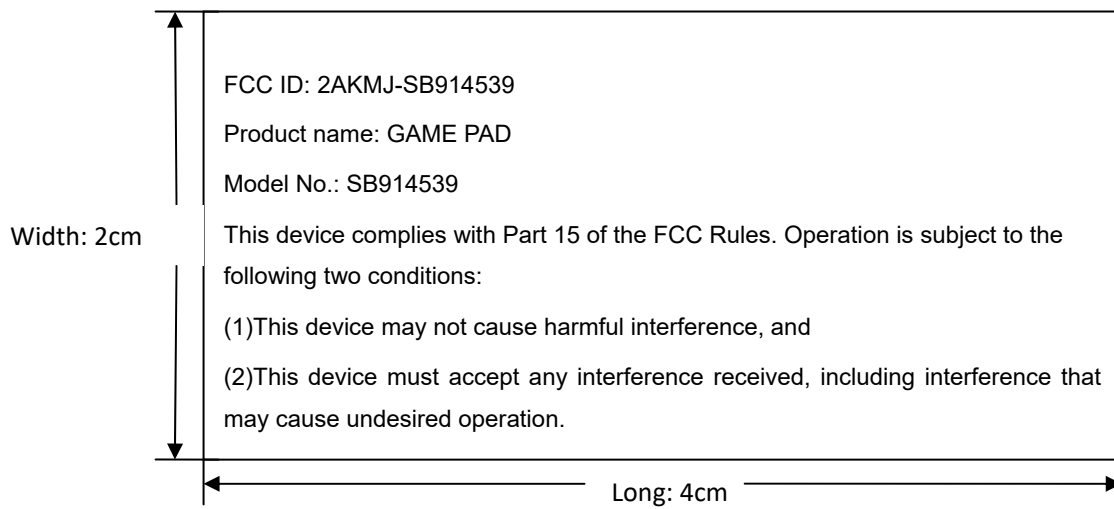 FCC ID: 2AKMJ-SB914539
Product name: GAME PAD
Model No.: SB914539
Width: 2cm
This device complies with Part 15 of the FCC Rules. Operation is subject to the
following two conditions:
(1)This device may not cause harmful interference, and
(2)This device must accept any interference received, including interference that
may cause undesired operation.
Long: 4cm